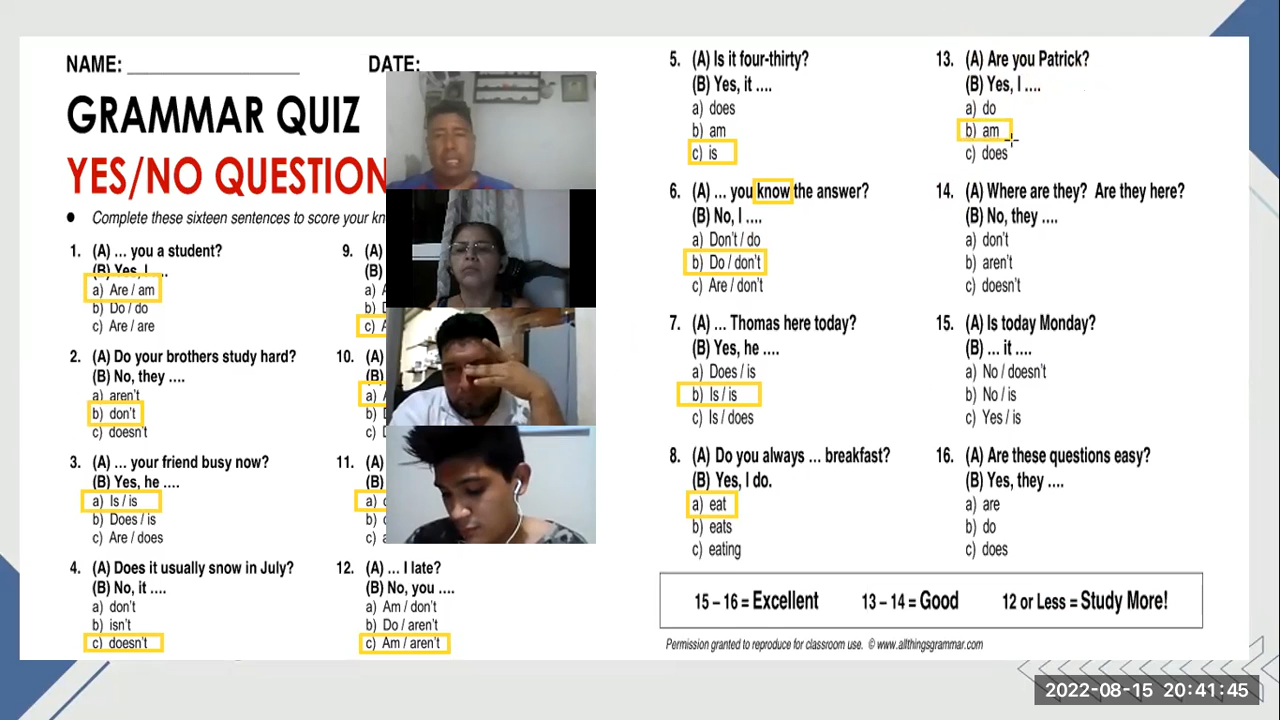 NAME: _________________ DATE:
GRAMMAR QUIZ
YES/NO QUESTION
● Complete these sixteen sentences to score your kn
1. (A) … you a student?
(B) Yes, I ….
a) Are / am
b) Do / do
c) Are / are
2. (A) Do your brothers study hard?
(B) No, they ….
a) aren't
b) don't
c) doesn't
3. (A) … your friend busy now?
(B) Yes, he ….
a) Is / is
b) Does / is
c) Are / does
4. (A) Does it usually snow in July?
(B) No, it ….
a) don't
b) isn't
c) doesn't
9. (A)
(B)
a)
b)
c)
10. (A)
(B)
a)
b)
c)
11. (A)
(B)
a)
b)
c)
12. (A) … I late?
(B) No, you ….
a) Am / don't
b) Do / aren't
c) Am / aren't
5. (A) Is it four-thirty?
(B) Yes, it ….
a) does
b) am
c) is
6. (A) … you know the answer?
(B) No, I ….
a) Don't / do
b) Do / don't
c) Are / don't
7. (A) … Thomas here today?
(B) Yes, he ….
a) Does / is
b) Is / is
c) Is / does
8. (A) Do you always … breakfast?
(B) Yes, I do.
a) eat
b) eats
c) eating
13. (A) Are you Patrick?
(B) Yes, I ….
a) do
b) am
c) does
14. (A) Where are they? Are they here?
(B) No, they ….
a) don't
b) aren't
c) doesn't
15. (A) Is today Monday?
(B) … it ….
a) No / doesn't
b) No / is
c) Yes / is
16. (A) Are these questions easy?
(B) Yes, they ….
a) are
b) do
c) does
15 – 16 = Excellent 13 – 14 = Good 12 or Less = Study More!
Permission granted to reproduce for classroom use. © www.allthingsgrammar.com
2022-08-15 20:41:45